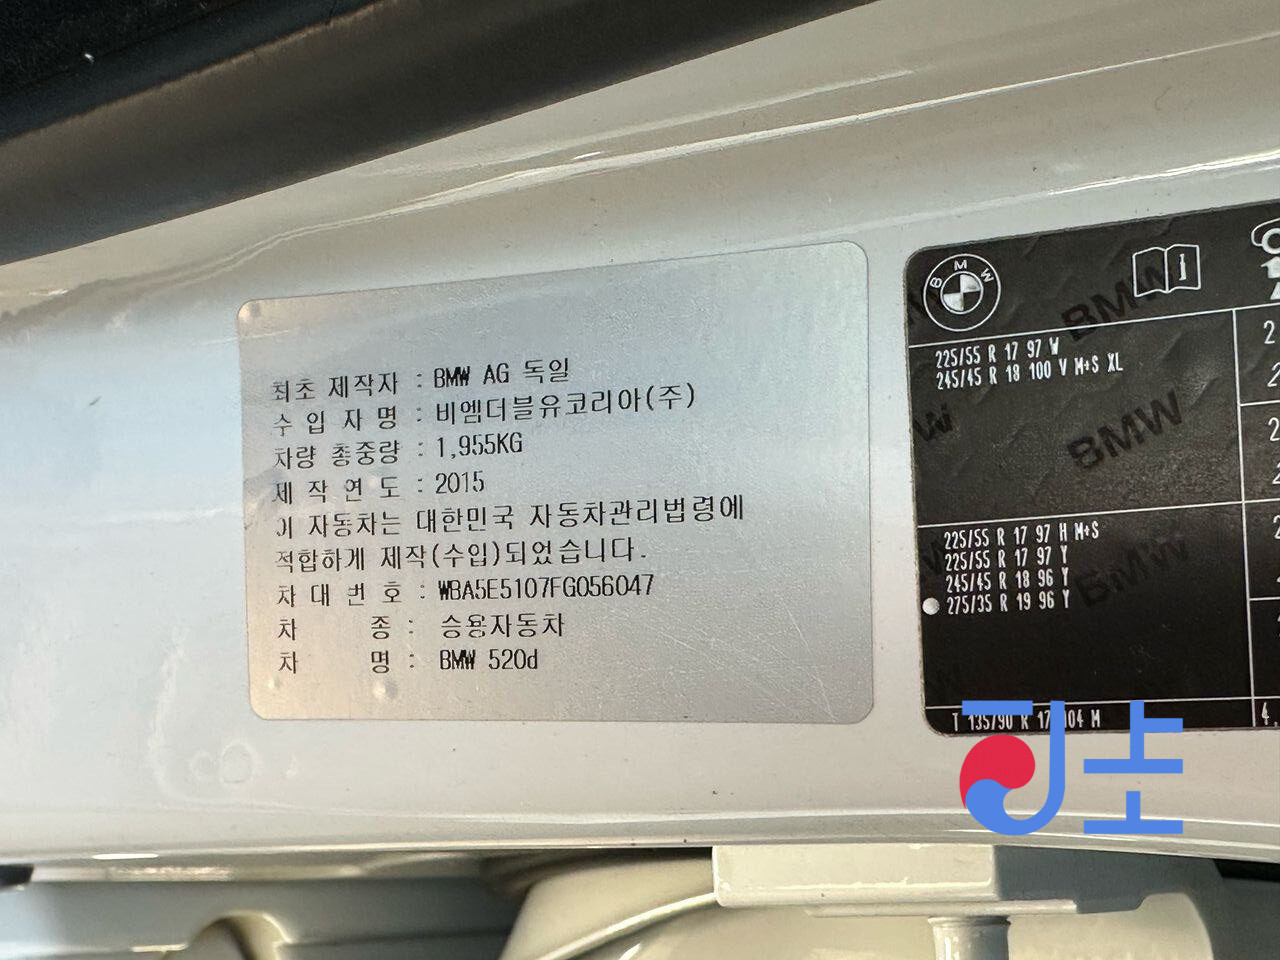 최초 제작자 : BMW AG 독일
수 입 자 명 : 비엠더블유코리아(주)
차량 총중량 : 1,955KG
제 작 연 도 : 2015
이 자동차는 대한민국 자동차관리법령에
적합하게 제작(수입)되었습니다.
차 대 번 호 : WBA5E5107FG056047
차 종 : 승용자동차
차 명 : BMW 520d
BMW
225/55 R 17 97 W
245/45 R 18 100 V M+S XL
225/55 R 17 97 H M+S
225/55 R 17 97 Y
245/45 R 18 96 Y
275/35 R 19 96 Y
T 135/90 R 17 104 M